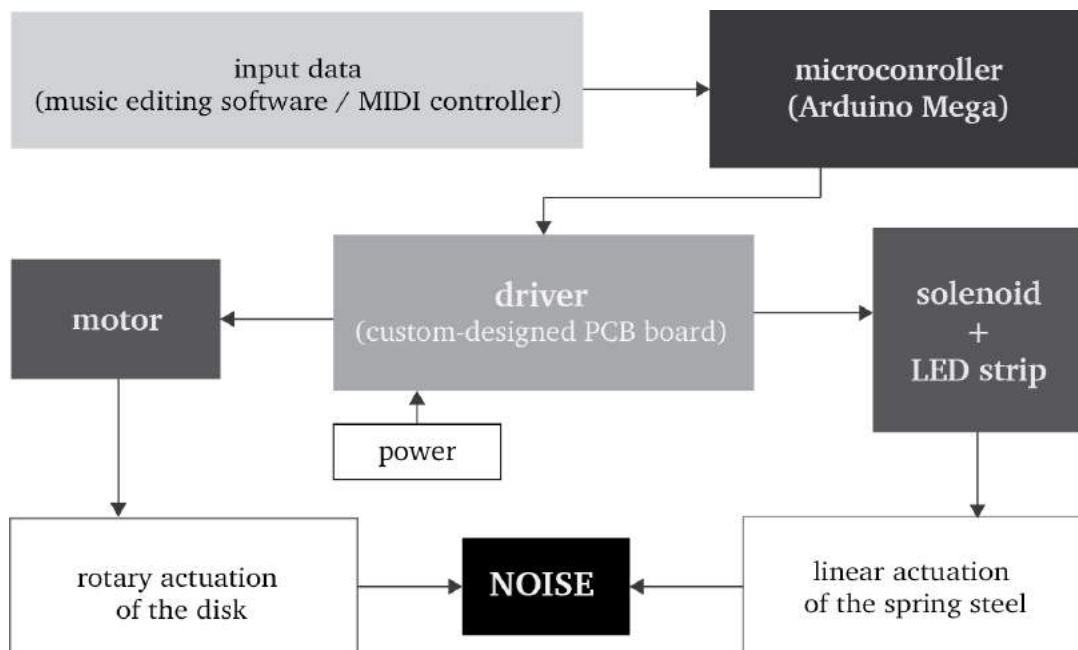 input data
(music editing software / MIDI controller)
microconroller
(Arduino Mega)
motor
driver
(custom-designed PCB board)
solenoid
+
LED strip
power
rotary actuation
of the disk
NOISE
linear actuation
of the spring steel